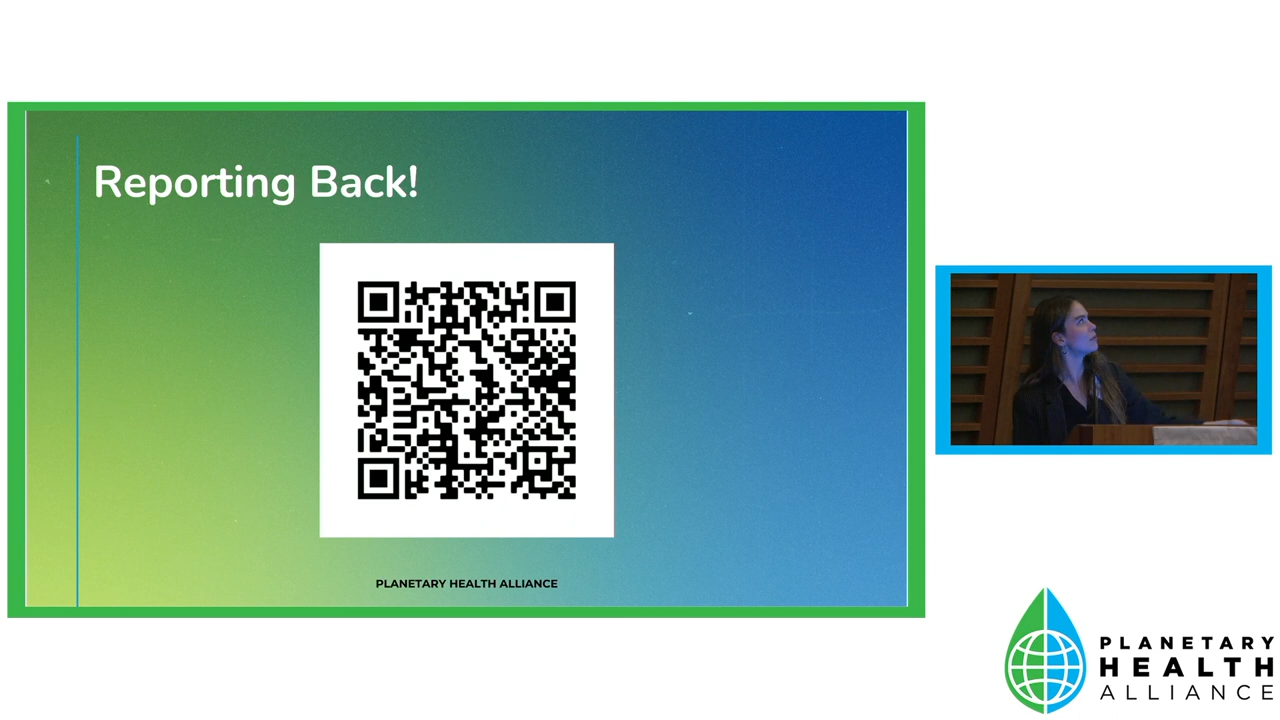 Reporting Back!
PLANETARY HEALTH ALLIANCE
PLANETARY
HEALTH
ALLIANCE